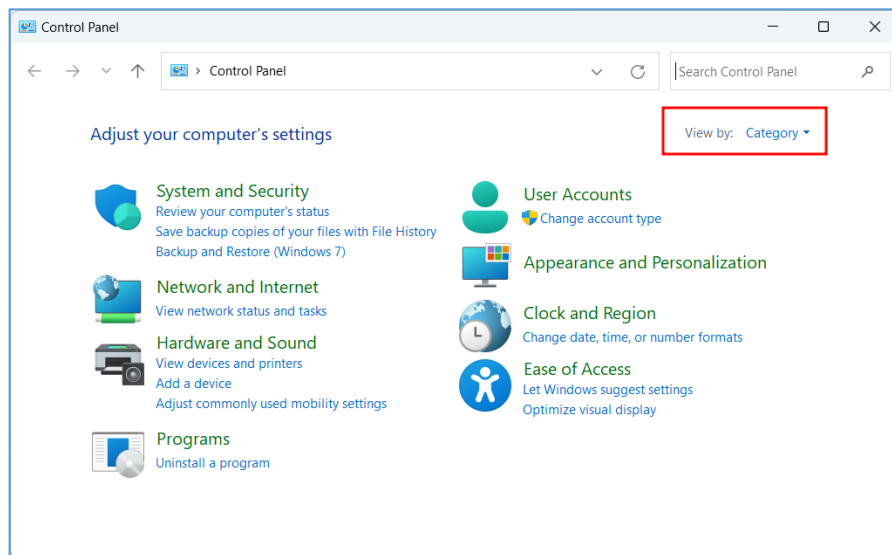 Control Panel
Control Panel
Search Control Panel
Adjust your computer's settings
View by: Category
System and Security
Review your computer's status
Save backup copies of your files with File History
Backup and Restore (Windows 7)
Network and Internet
View network status and tasks
Hardware and Sound
View devices and printers
Add a device
Adjust commonly used mobility settings
Programs
Uninstall a program
User Accounts
Change account type
Appearance and Personalization
Clock and Region
Change date, time, or number formats
Ease of Access
Let Windows suggest settings
Optimize visual display